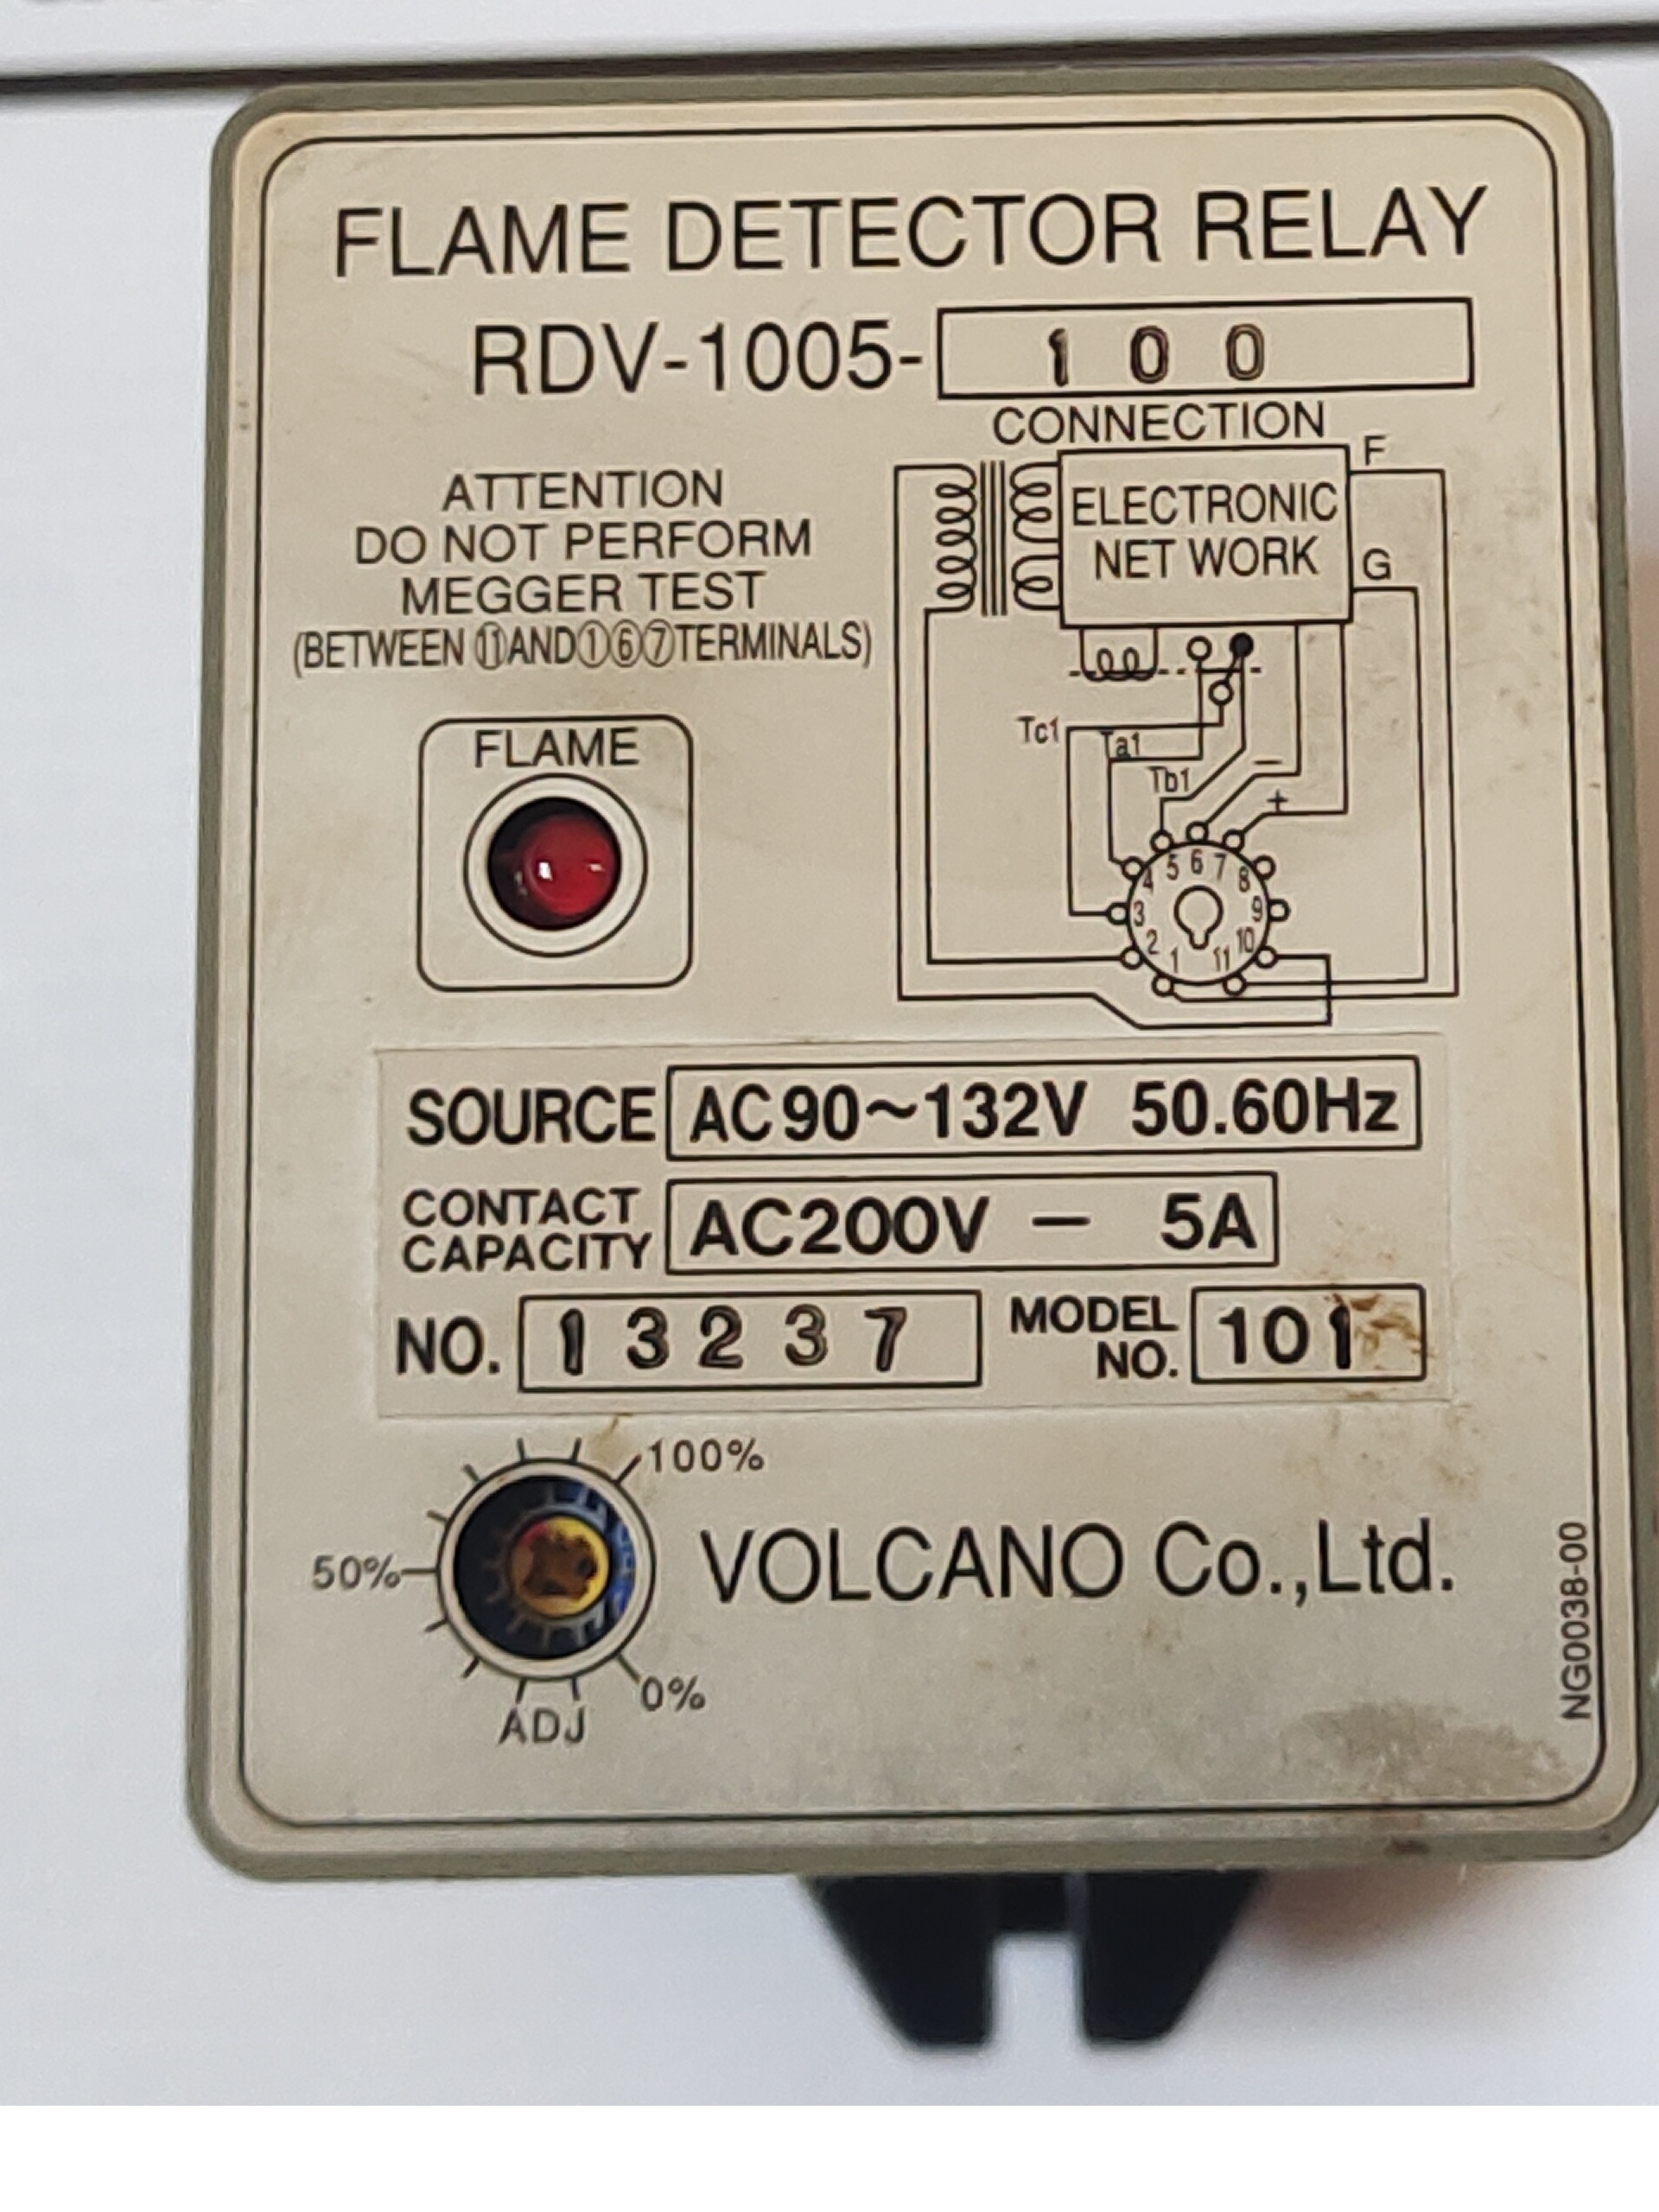 FLAME DETECTOR RELAY
RDV-1005- 100
CONNECTION
ATTENTION
DO NOT PERFORM
MEGGER TEST
(BETWEEN ⑪AND①⑥⑦TERMINALS)
F
ELECTRONIC
NET WORK
G
Tc1
Ta1
Tb1
−
+
5 6 7
4 8
3 9
2 10
1 11
FLAME
SOURCE AC90~132V 50.60Hz
CONTACT
CAPACITY
AC200V — 5A
NO. 13237
MODEL
NO.
101
100%
50%
0%
ADJ
VOLCANO Co.,Ltd.
NG0038-00